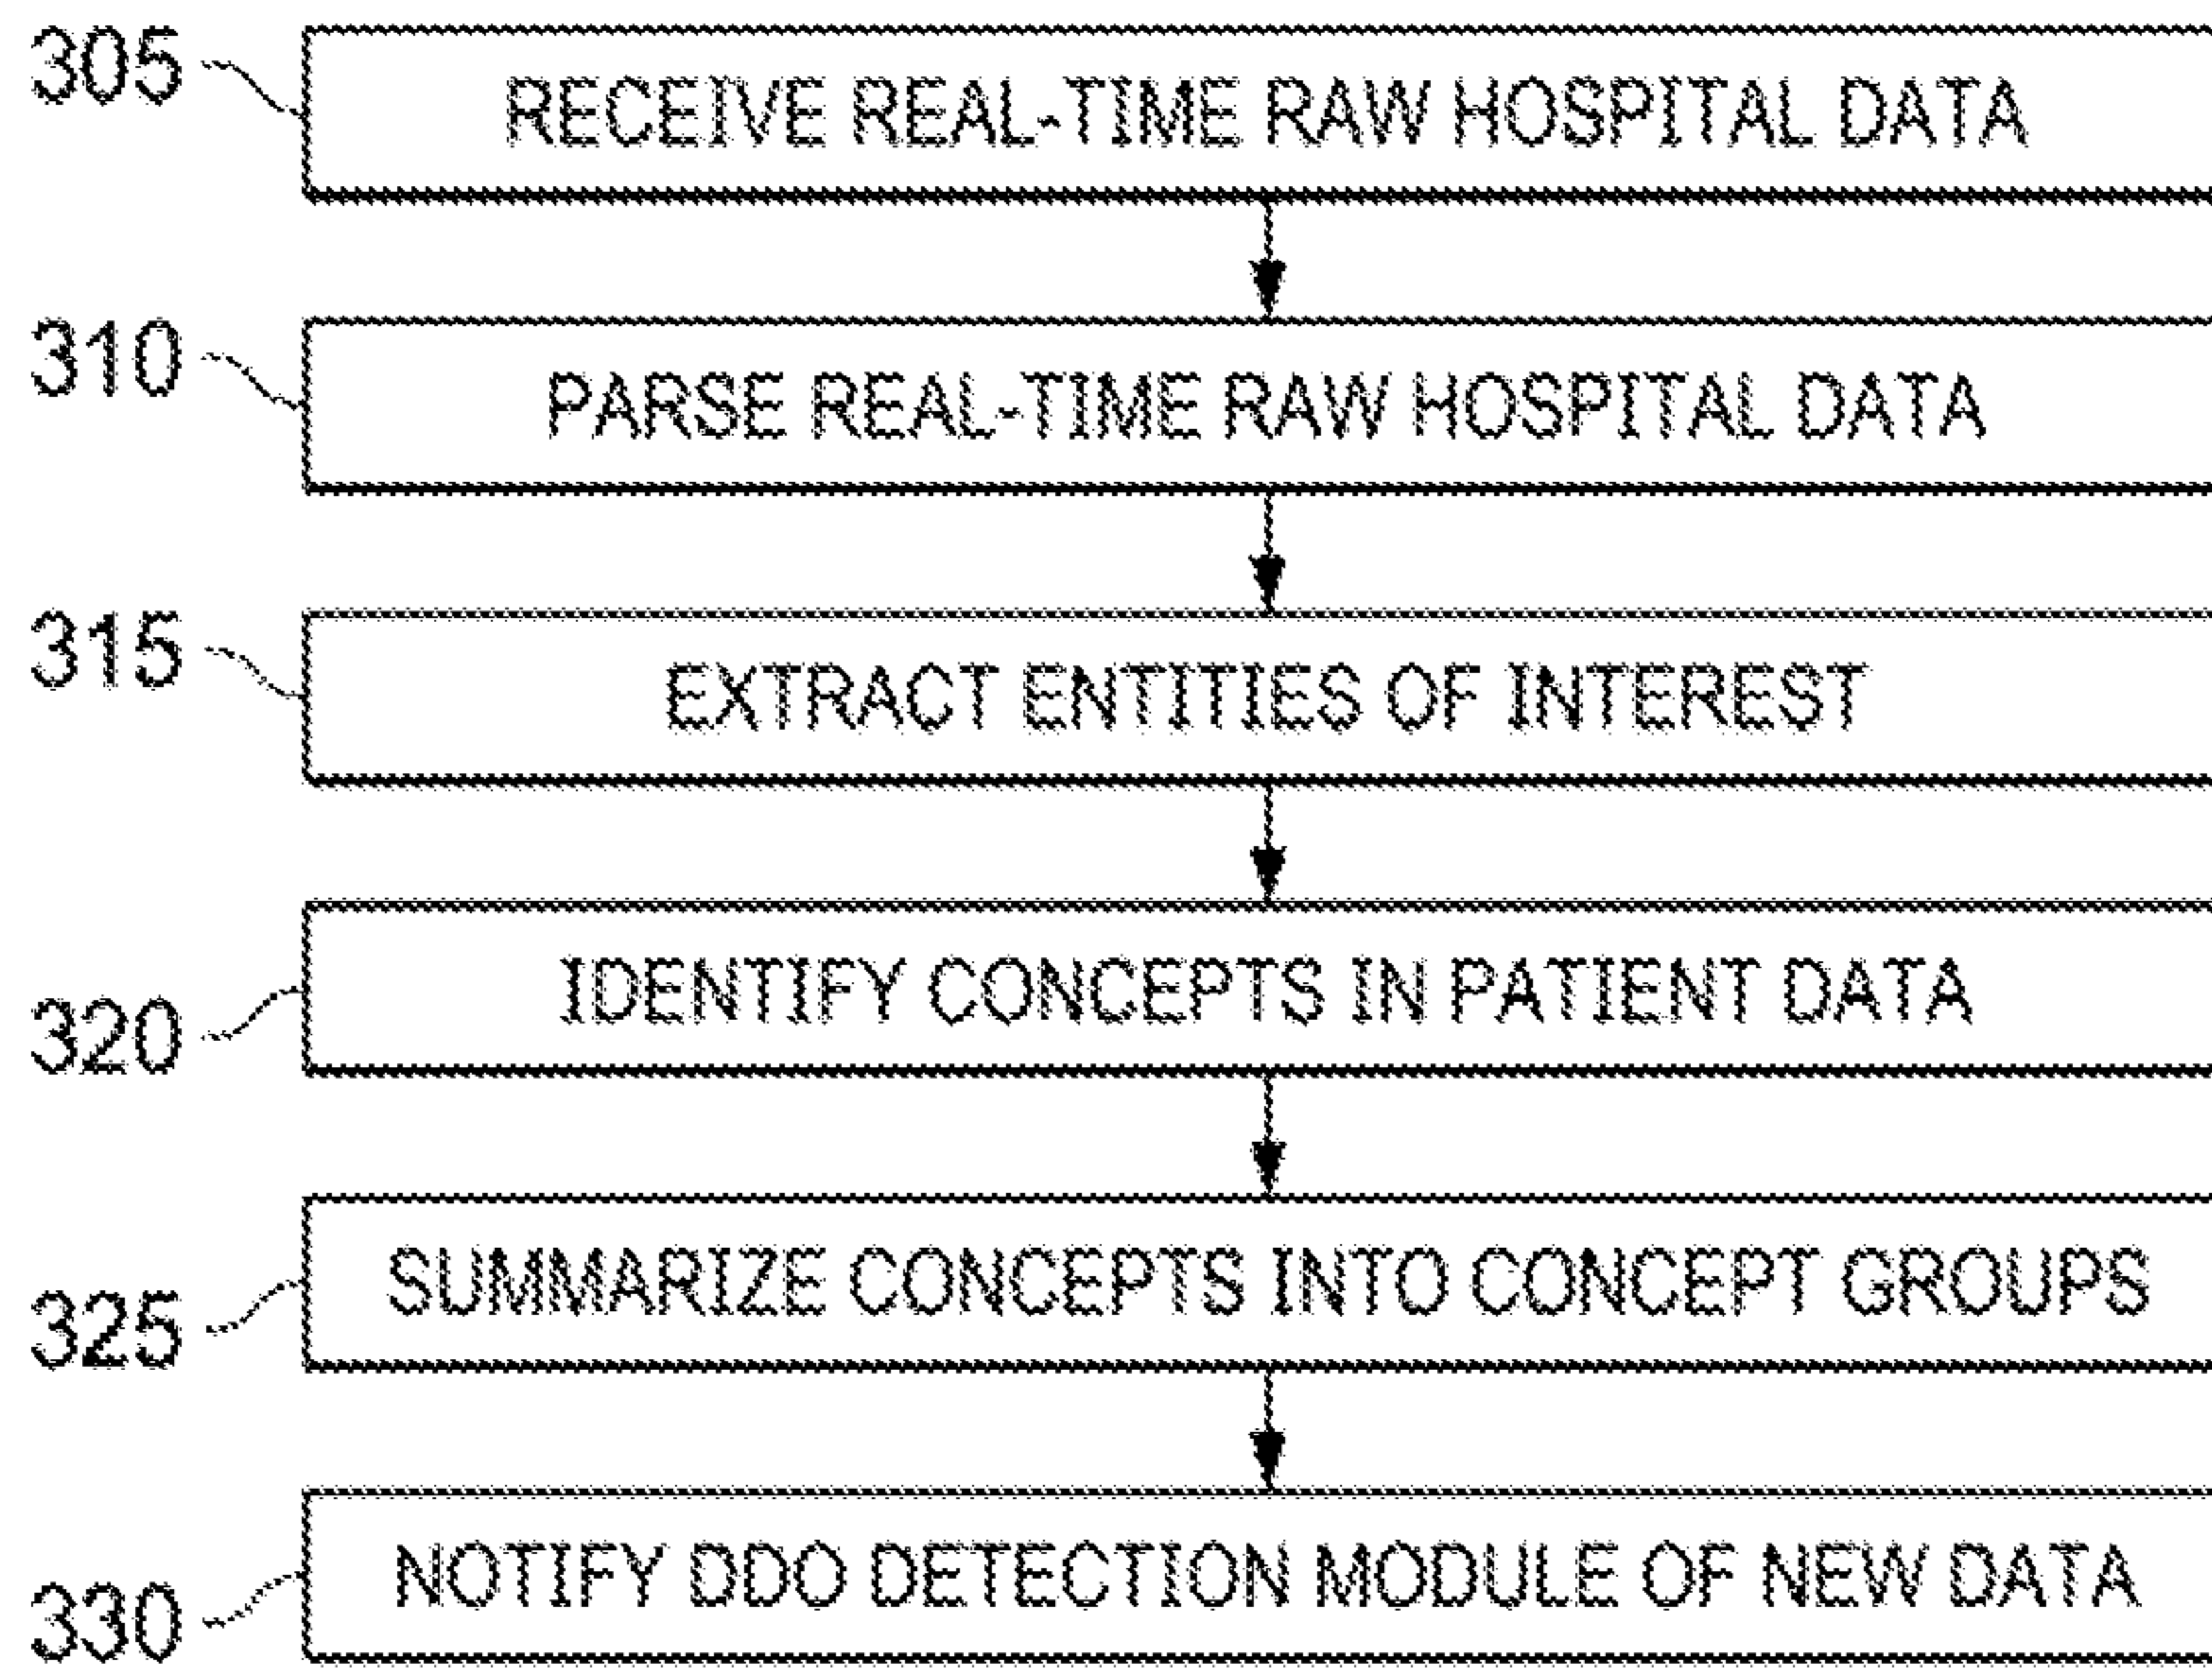 305 RECEIVE REAL-TIME RAW HOSPITAL DATA
310 PARSE REAL-TIME RAW HOSPITAL DATA
315 EXTRACT ENTITIES OF INTEREST
320 IDENTIFY CONCEPTS IN PATIENT DATA
325 SUMMARIZE CONCEPTS INTO CONCEPT GROUPS
330 NOTIFY DDO DETECTION MODULE OF NEW DATA